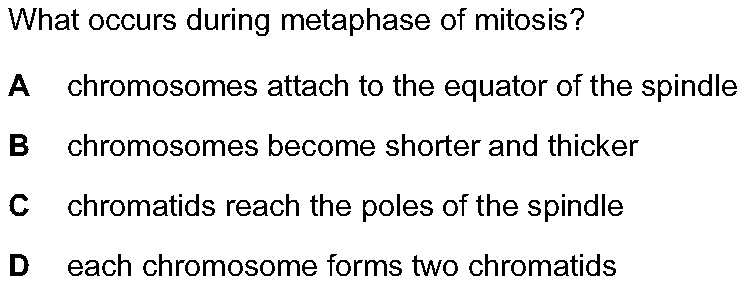 What occurs during metaphase of mitosis?
A chromosomes attach to the equator of the spindle
B chromosomes become shorter and thicker
C chromatids reach the poles of the spindle
D each chromosome forms two chromatids